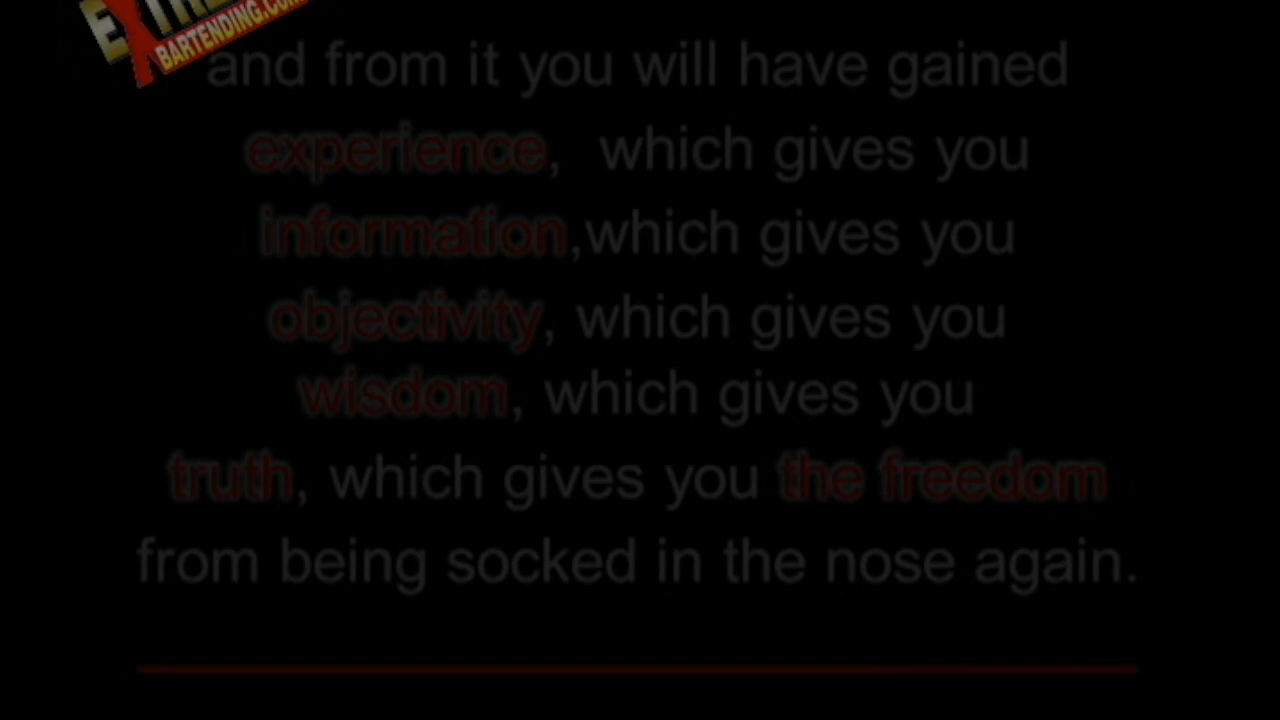 EXTRE
BARTENDING.COM
and from it you will have gained
experience, which gives you
information,which gives you
objectivity, which gives you
wisdom, which gives you
truth, which gives you the freedom
from being socked in the nose again.